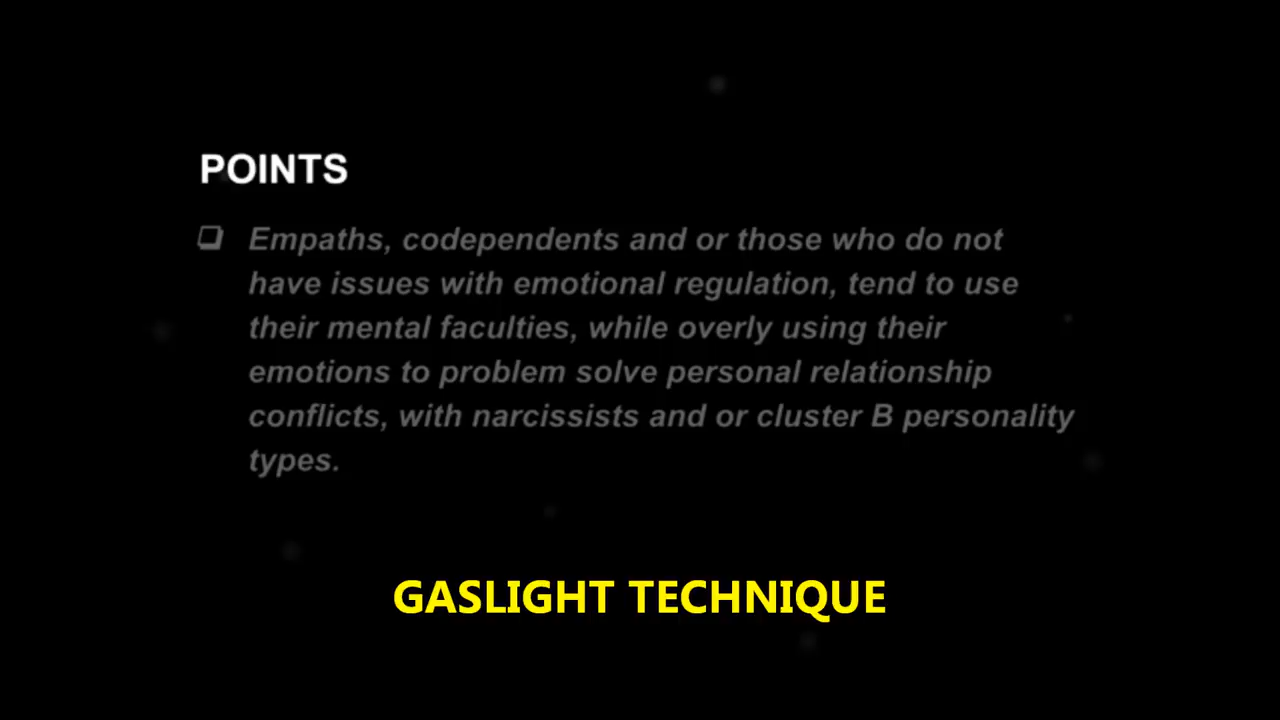 POINTS
Empaths, codependents and or those who do not
have issues with emotional regulation, tend to use
their mental faculties, while overly using their
emotions to problem solve personal relationship
conflicts, with narcissists and or cluster B personality
types.
GASLIGHT TECHNIQUE